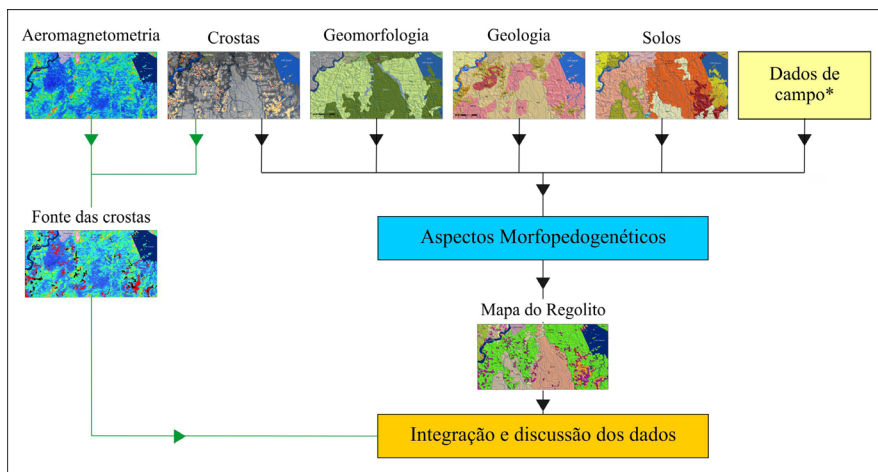 Aeromagnetometria
Crostas
Geomorfologia
Geologia
Solos
Dados de
campo*
Fonte das crostas
Aspectos Morfopedogenéticos
Mapa do Regolito
Integração e discussão dos dados